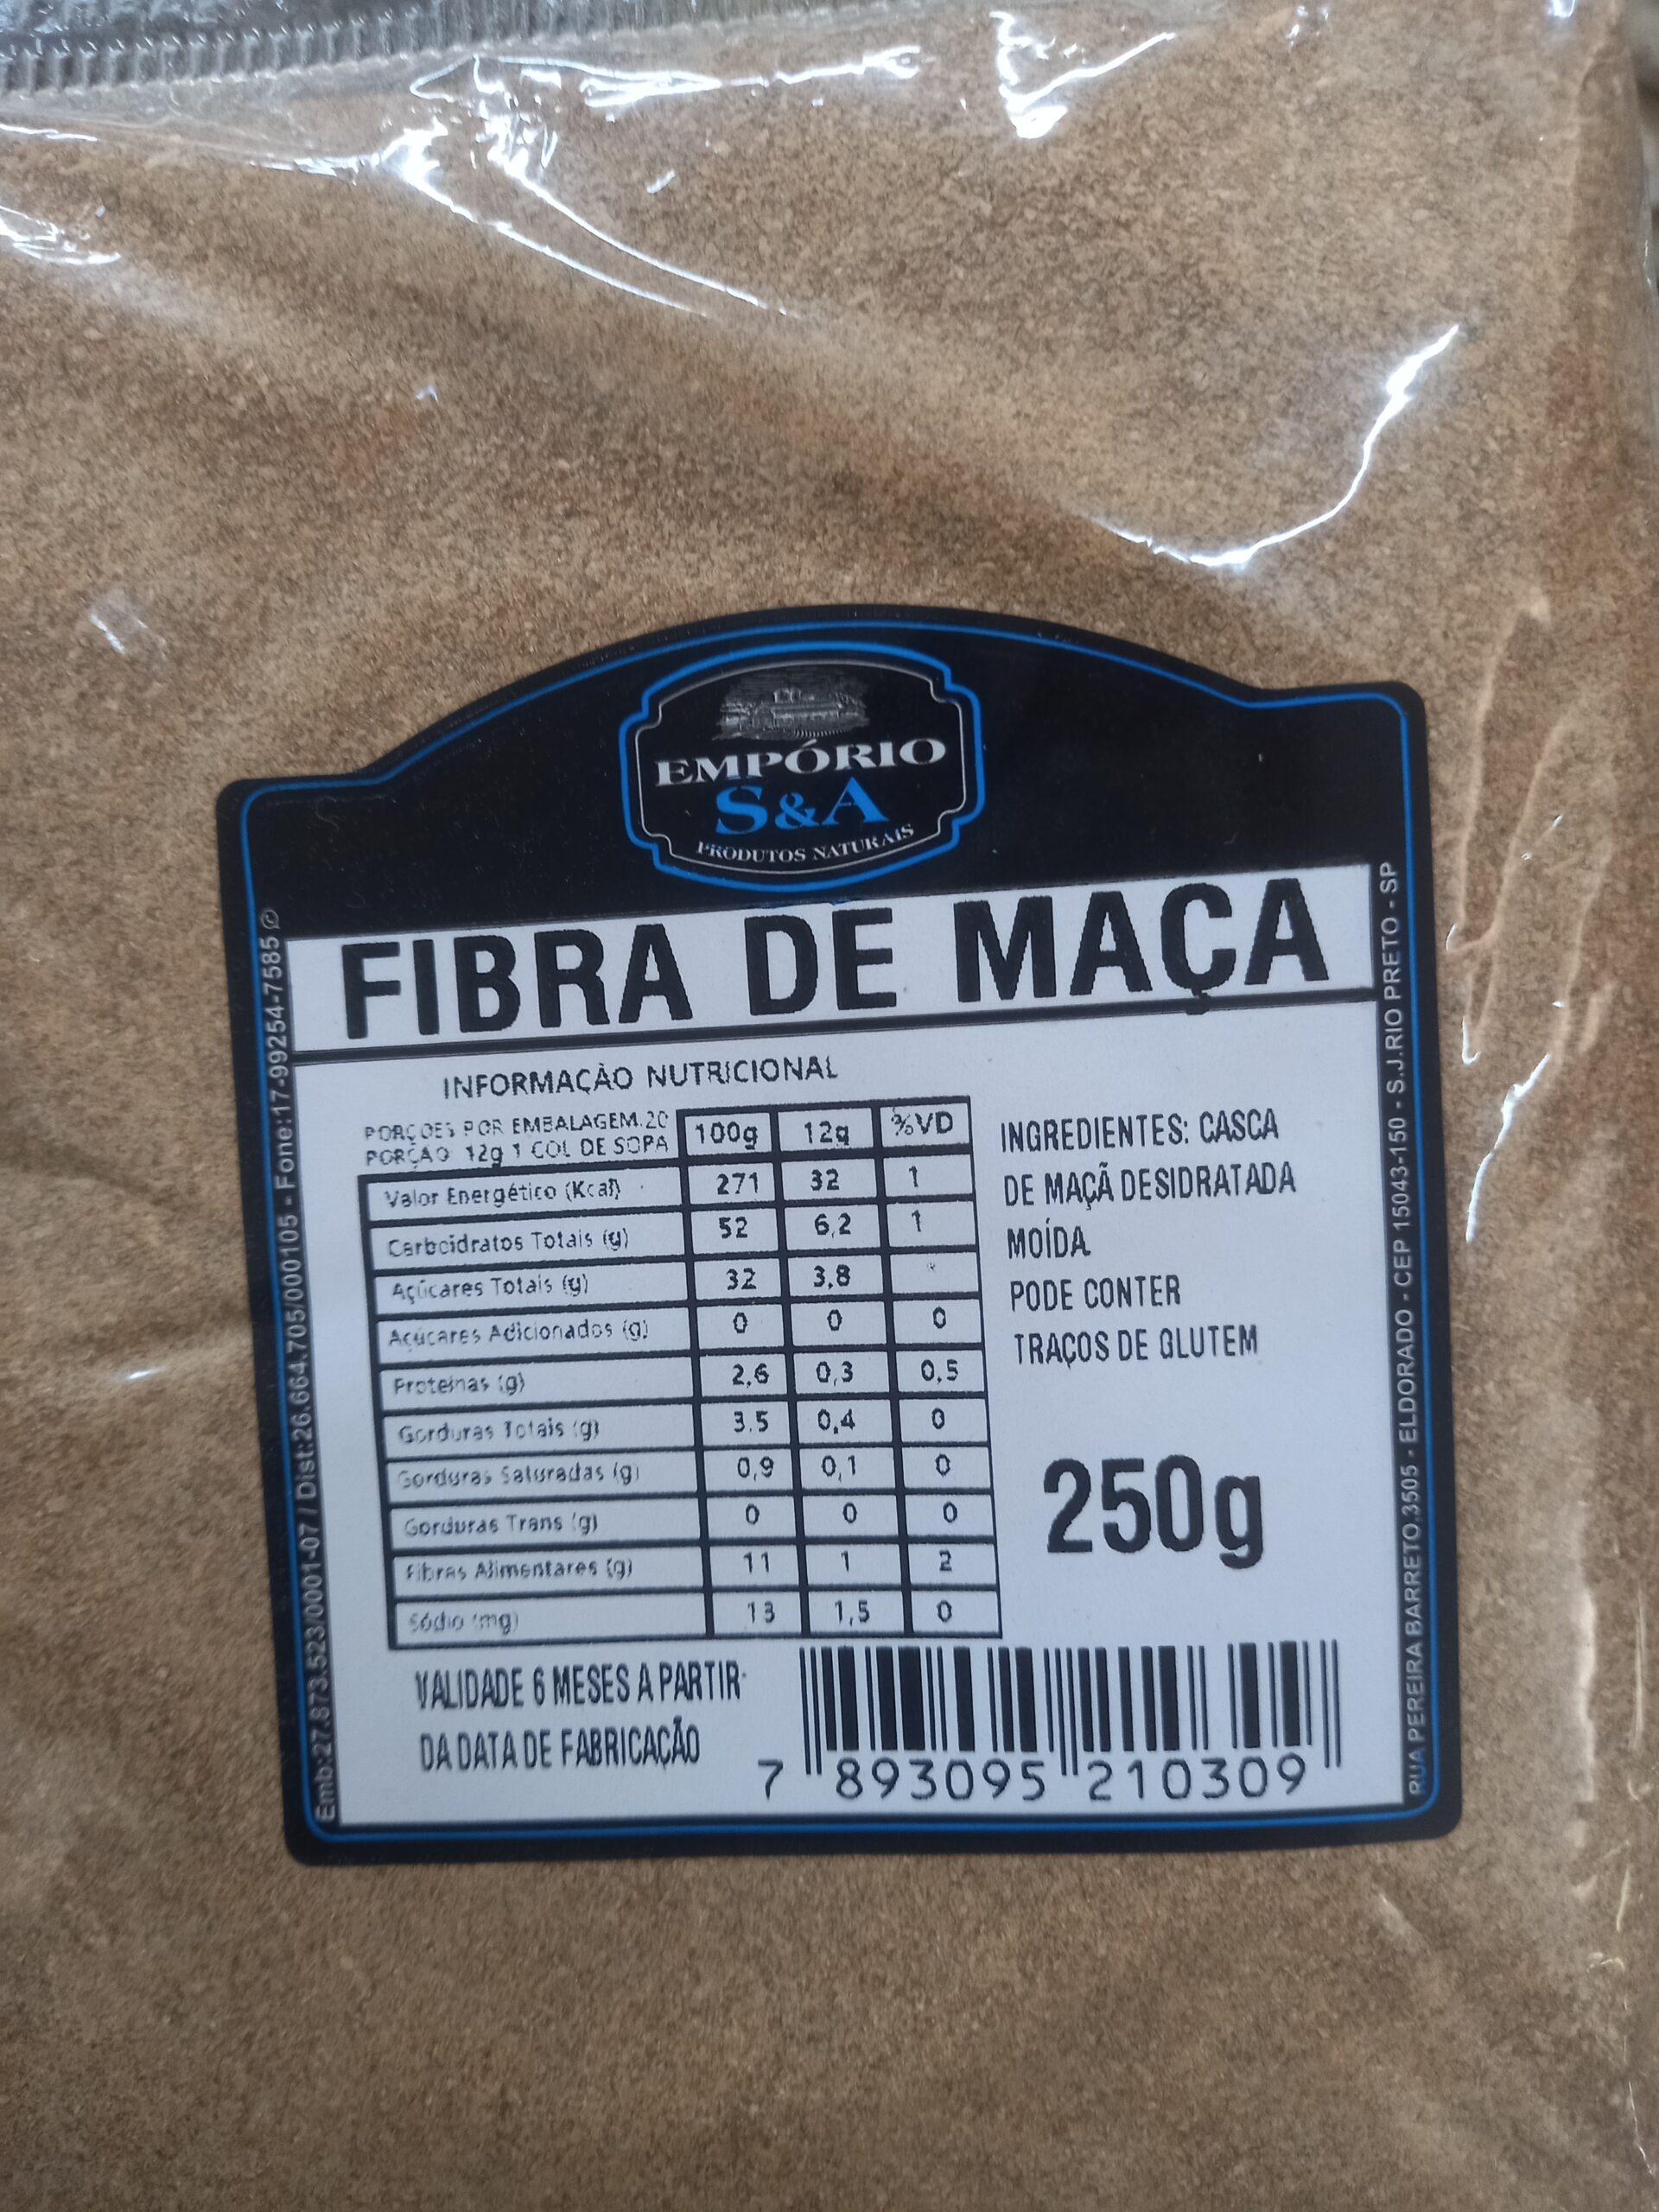 EMPÓRIO
S&A
PRODUTOS NATURAIS
FIBRA DE MAÇA
INFORMAÇÃO NUTRICIONAL
PORÇOES POR EMBALAGEM:20
PORÇAO 12g 1 COL DE SOPA
100g 12g %VD
Valor Energético (Kcal) 271 32 1
Carboidratos Totais (g) 52 6,2 1
Açúcares Totais (g) 32 3,8
Açúcares Adicionados (g) 0 0 0
Proteínas (g) 2,6 0,3 0,5
Gorduras Totais (g) 3,5 0,4 0
Gorduras Saturadas (g) 0,9 0,1 0
Gorduras Trans (g) 0 0 0
Fibras Alimentares (g) 11 1 2
Sódio (mg) 13 1,5 0
INGREDIENTES: CASCA
DE MAÇÃ DESIDRATADA
MOÍDA
PODE CONTER
TRAÇOS DE GLUTEM
250g
VALIDADE 6 MESES A PARTIR
DA DATA DE FABRICAÇÃO
7 893095 210309
Emb:27.873.523/0001-07 / Dist:26.664.705/000105 - Fone:17-99254-7585
RUA PEREIRA BARRETO,3505 - ELDORADO - CEP 15043-150 - S.J.RIO PRETO - SP